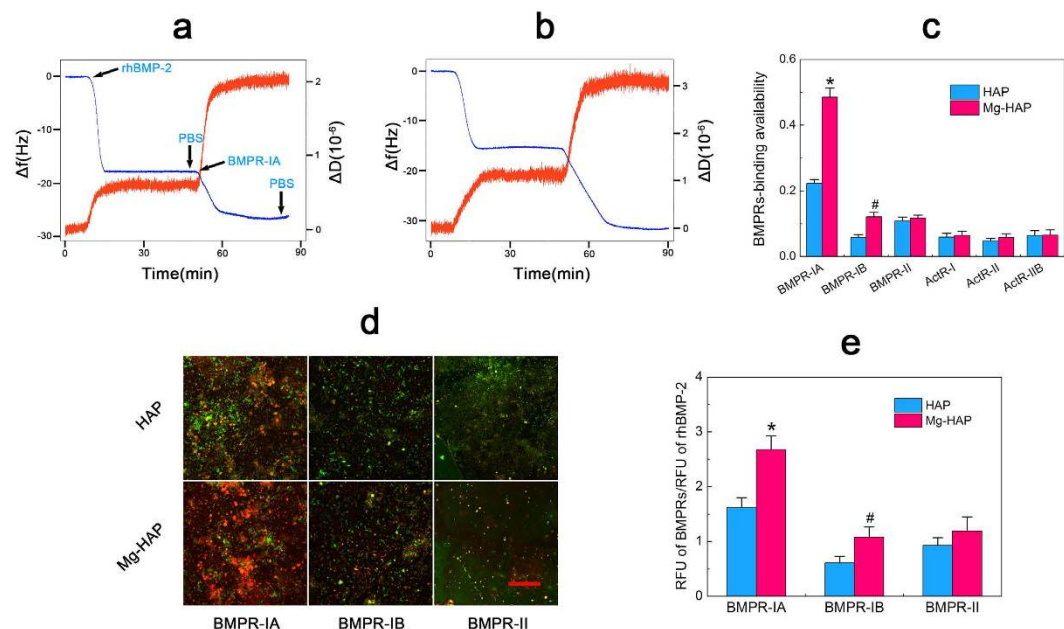 a
0
-10
-20
-30
Δf(Hz)
rhBMP-2
PBS
BMPR-IA
PBS
2
1
0
ΔD(10⁻⁶)
0 30 60 90
Time(min)
b
0
-10
-20
-30
Δf(Hz)
3
2
1
0
ΔD(10⁻⁶)
0 30 60 90
Time(min)
c
BMPRs-binding availability
0.6
0.4
0.2
0.0
HAP
Mg-HAP
*
#
BMPR-IA BMPR-IB BMPR-II ActR-I ActR-II ActR-IIB
d
HAP
Mg-HAP
BMPR-IA BMPR-IB BMPR-II
e
RFU of BMPRs/RFU of rhBMP-2
4
3
2
1
0
HAP
Mg-HAP
*
#
BMPR-IA BMPR-IB BMPR-II